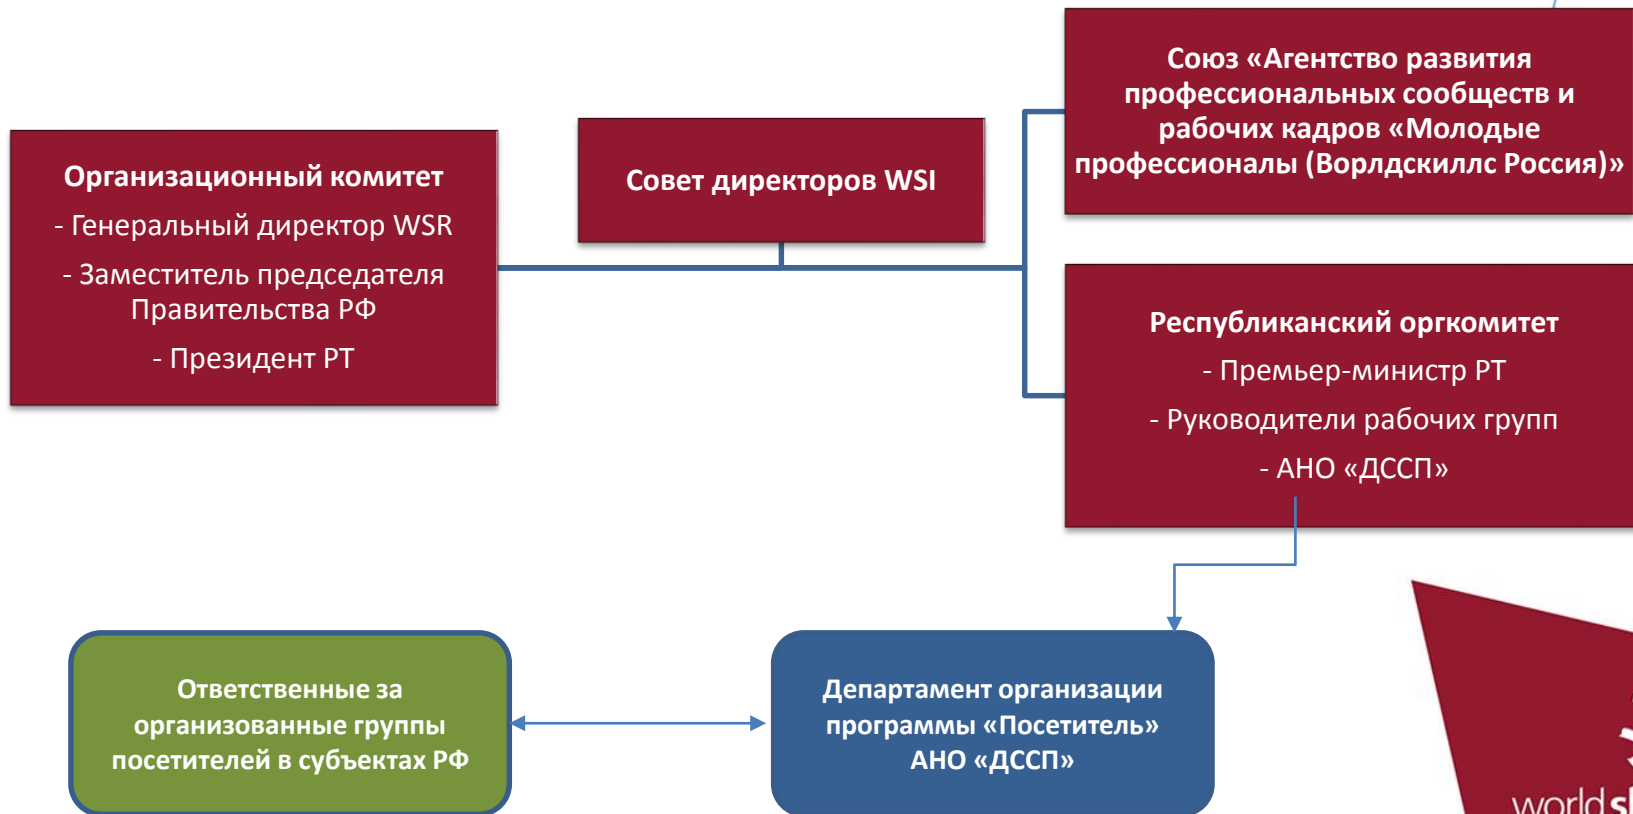 Организационный комитет
- Генеральный директор WSR
- Заместитель председателя
Правительства РФ
- Президент РТ
Совет директоров WSI
Союз «Агентство развития
профессиональных сообществ и
рабочих кадров «Молодые
профессионалы (Ворлдскиллс Россия)»
Республиканский оргкомитет
- Премьер-министр РТ
- Руководители рабочих групп
- АНО «ДССП»
Ответственные за
организованные группы
посетителей в субъектах РФ
Департамент организации
программы «Посетитель»
АНО «ДССП»
world